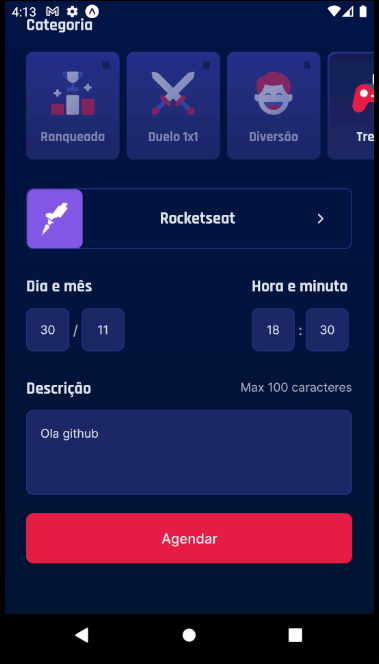 4:13
Categoria
Ranqueada Duelo 1x1 Diversão Tre
Rocketseat
Dia e mês Hora e minuto
30 / 11 18 : 30
Descrição Max 100 caracteres
Ola github
Agendar